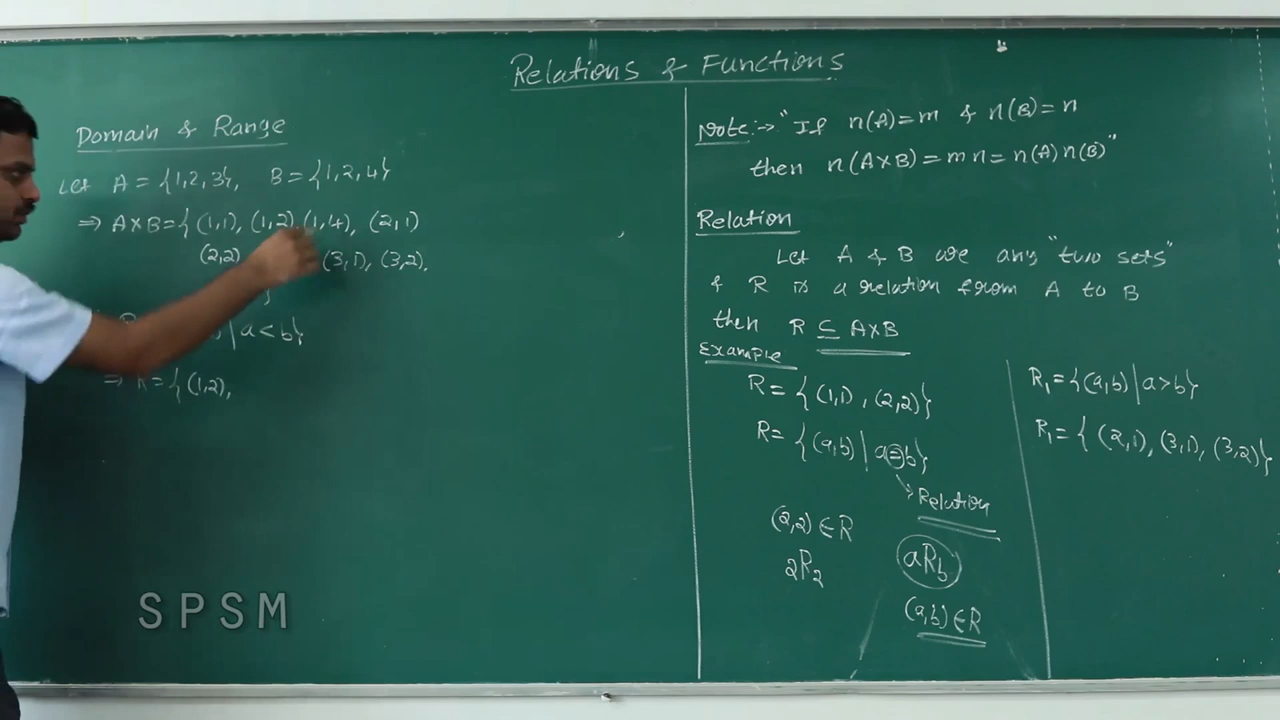 Relations & Functions
Domain & Range
Let A = {1,2,3}, B = {1,2,4}
⇒ A×B = { (1,1), (1,2), (1,4), (2,1)
(2,2) (3,1), (3,2),
}
| a < b}
⇒ R = { (1,2),
SPSM
Note:→ "If n(A) = m & n(B) = n
then n(A×B) = mn = n(A) n(B)"
Relation
Let A & B we any "two sets"
& R is a relation from A to B
then R ⊆ A×B
Example
R = { (1,1), (2,2)}
R = { (a,b) | a = b}
Relation
(2,2) ∈ R
2R2
aRb
(a,b) ∈ R
R₁ = {(a,b) | a > b}
R₁ = { (2,1), (3,1), (3,2)}